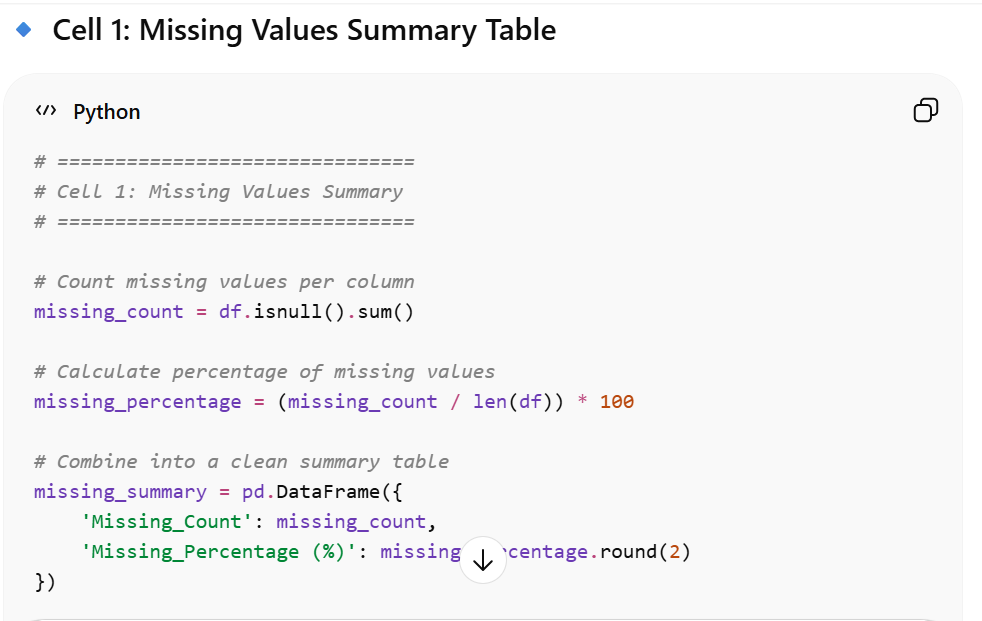 Cell 1: Missing Values Summary Table
Python
# ===============================
# Cell 1: Missing Values Summary
# ===============================
# Count missing values per column
missing_count = df.isnull().sum()
# Calculate percentage of missing values
missing_percentage = (missing_count / len(df)) * 100
# Combine into a clean summary table
missing_summary = pd.DataFrame({
    'Missing_Count': missing_count,
    'Missing_Percentage (%)': missing centage.round(2)
})